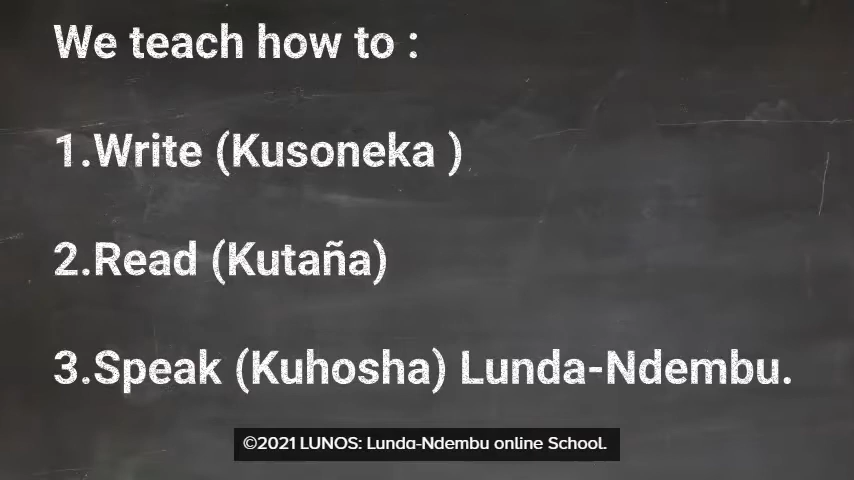 We teach how to :
1.Write (Kusoneka )
2.Read (Kutaña)
3.Speak (Kuhosha) Lunda-Ndembu.
©2021 LUNOS: Lunda-Ndembu online School.